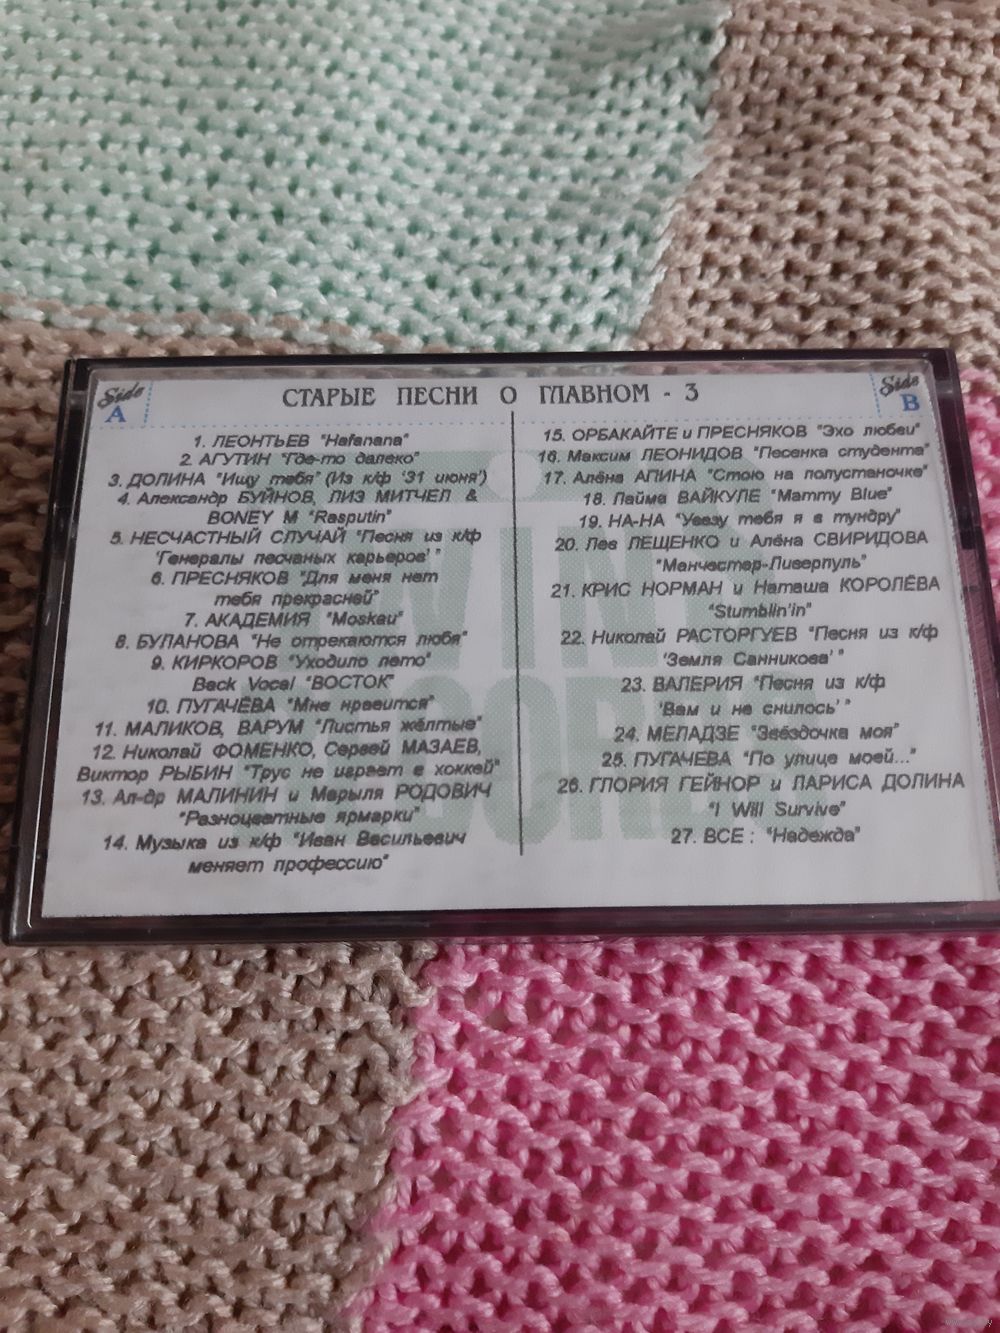 Side A
СТАРЫЕ ПЕСНИ О ГЛАВНОМ - 3
1. ЛЕОНТЬЕВ "Hafanana"
2. АГУТИН "Где-то далеко"
3. ДОЛИНА "Ищу тебя" (Из к/ф '31 июня')
4. Александр БУЙНОВ, ЛИЗ МИТЧЕЛ &
BONEY M "Rasputin"
5. НЕСЧАСТНЫЙ СЛУЧАЙ "Песня из к/ф
'Генералы песчаных карьеров' "
6. ПРЕСНЯКОВ "Для меня нет
тебя прекрасней"
7. АКАДЕМИЯ "Moskau"
8. БУЛАНОВА "Не отрекаются любя"
9. КИРКОРОВ "Уходило лето"
Back Vocal "ВОСТОК"
10. ПУГАЧЁВА "Мне нравится"
11. МАЛИКОВ, ВАРУМ "Листья жёлтые"
12. Николай ФОМЕНКО, Сергей МАЗАЕВ,
Виктор РЫБИН "Трус не играет в хоккей"
13. Ал-др МАЛИНИН и Марыля РОДОВИЧ
"Разноцветные ярмарки"
14. Музыка из к/ф "Иван Васильевич
меняет профессию"
Side B
15. ОРБАКАЙТЕ и ПРЕСНЯКОВ "Эхо любви"
16. Максим ЛЕОНИДОВ "Песенка студента"
17. Алёна АПИНА "Стою на полустаночке"
18. Лайма ВАЙКУЛЕ "Mammy Blue"
19. НА-НА "Увезу тебя я в тундру"
20. Лев ЛЕЩЕНКО и Алёна СВИРИДОВА
"Манчестер-Ливерпуль"
21. КРИС НОРМАН и Наташа КОРОЛЁВА
"Stumblin'in"
22. Николай РАСТОРГУЕВ "Песня из к/ф
'Земля Санникова' "
23. ВАЛЕРИЯ "Песня из к/ф
'Вам и не снилось' "
24. МЕЛАДЗЕ "Звёздочка моя"
25. ПУГАЧЕВА "По улице моей..."
26. ГЛОРИЯ ГЕЙНОР и ЛАРИСА ДОЛИНА
"I Will Survive"
27. ВСЕ : "Надежда"